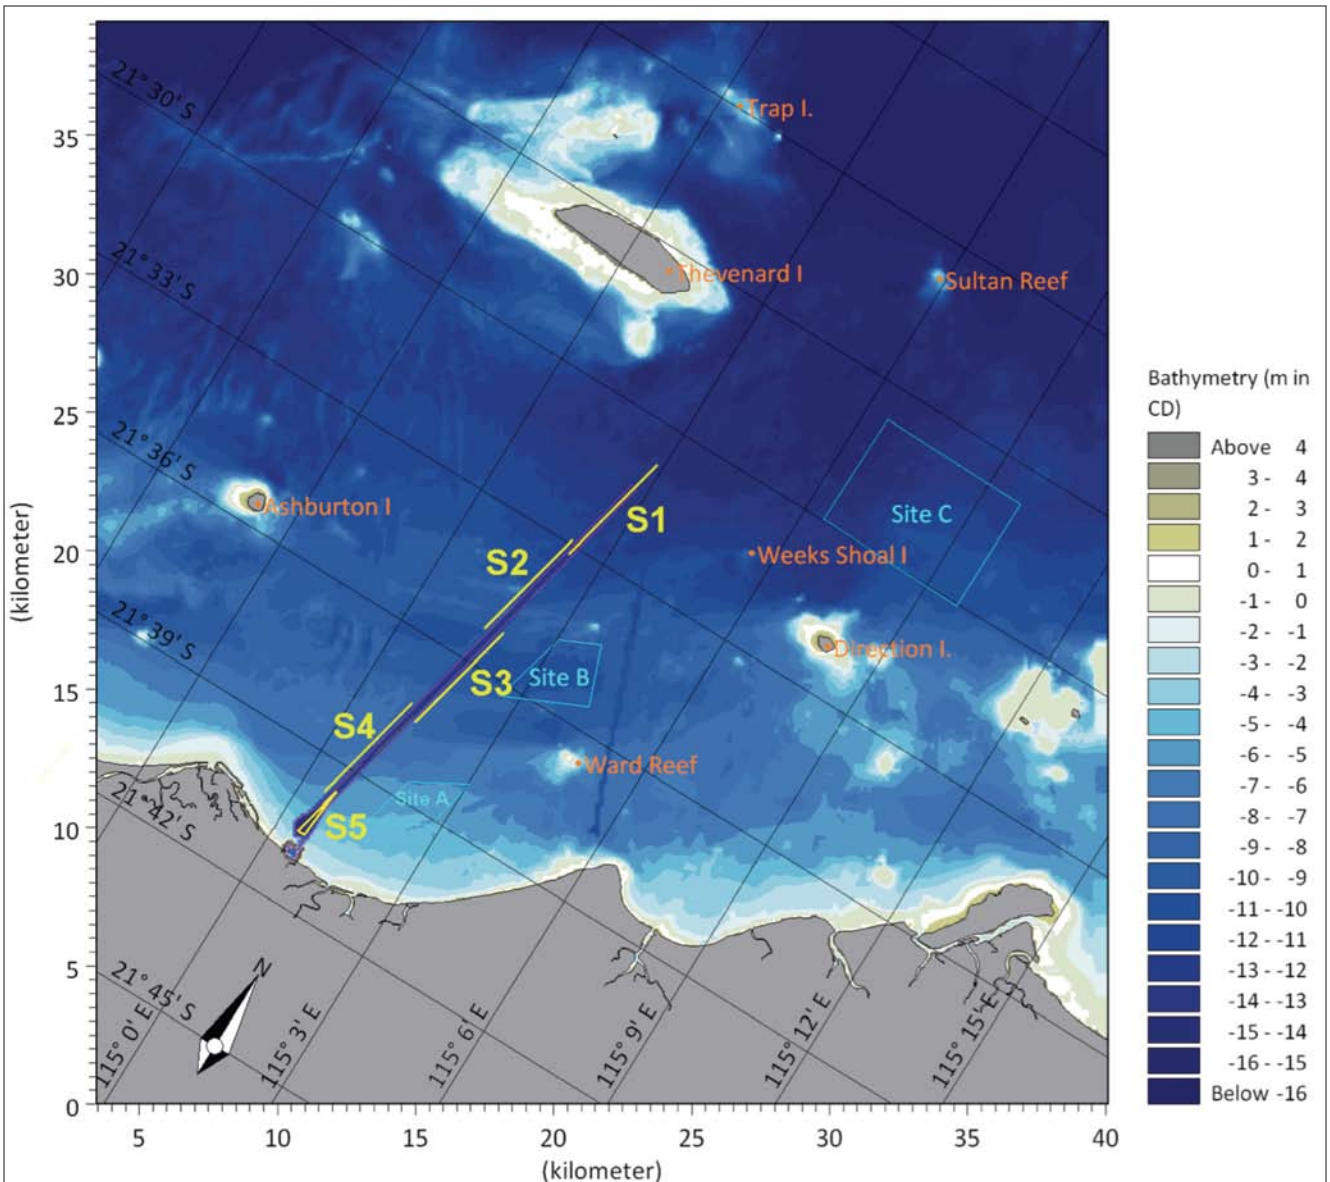 21°30' S
Trap I.
35
21°33' S
Thevenard I
Sultan Reef
30
25
21°36' S
Ashburton I
Site C
S1
Weeks Shoal I
S2
20
21°39' S
Direction I.
S3
Site B
15
S4
Ward Reef
21°42' S
Site A
S5
10
5
21°45' S
N
115° 0' E
115° 3' E
115° 6' E
115° 9' E
115° 12' E
115° 15' E
0
5
10
15
20
25
30
35
40
(kilometer)
(kilometer)
Bathymetry (m in
CD)
Above 4
3 - 4
2 - 3
1 - 2
0 - 1
-1 - 0
-2 - -1
-3 - -2
-4 - -3
-5 - -4
-6 - -5
-7 - -6
-8 - -7
-9 - -8
-10 - -9
-11 - -10
-12 - -11
-13 - -12
-14 - -13
-15 - -14
-16 - -15
Below -16